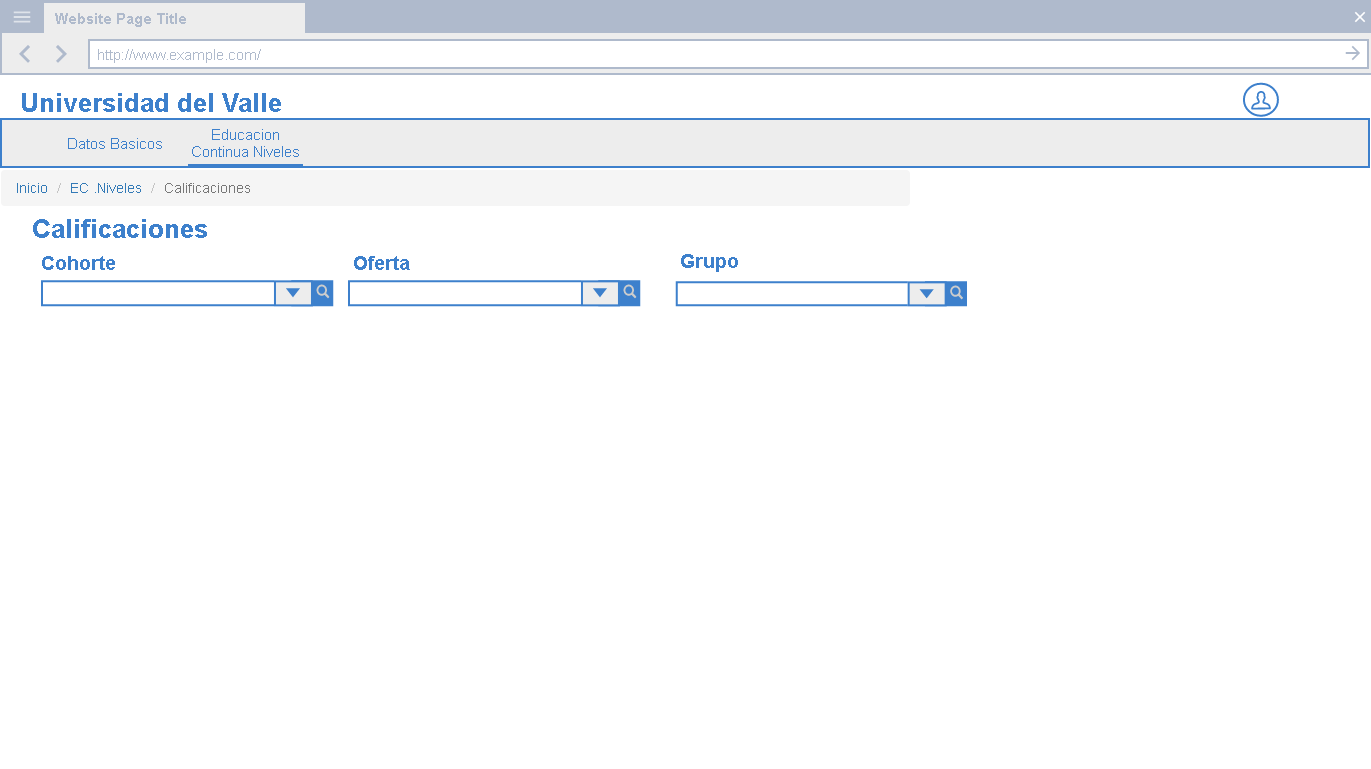 Website Page Title
http://www.example.com/
Universidad del Valle
Datos Basicos
Educacion
Continua Niveles
Inicio / EC .Niveles / Calificaciones
Calificaciones
Cohorte
Oferta
Grupo